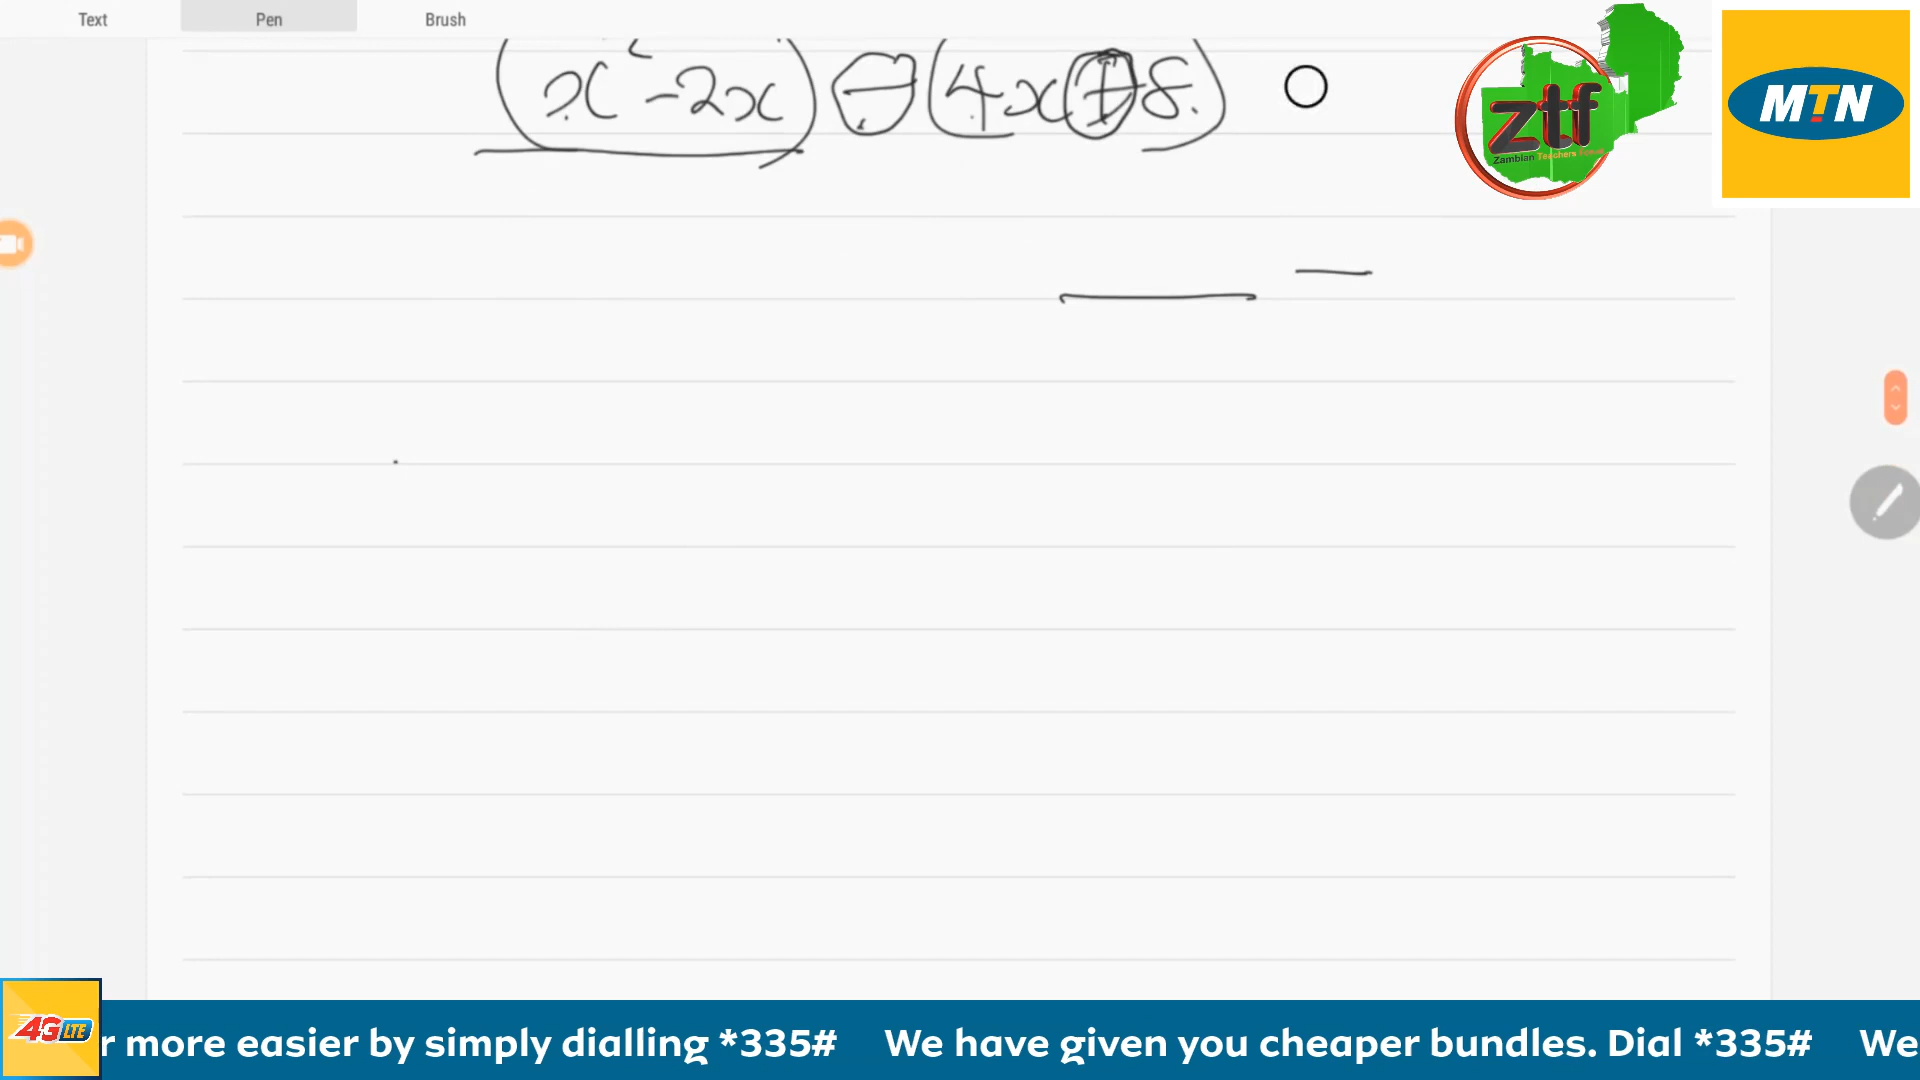 Text Pen Brush
(x² -2x) - (4x + 8.)
ztf
Zambian Teachers Forum
MTN
4G LTE
r more easier by simply dialling *335# We have given you cheaper bundles. Dial *335# We